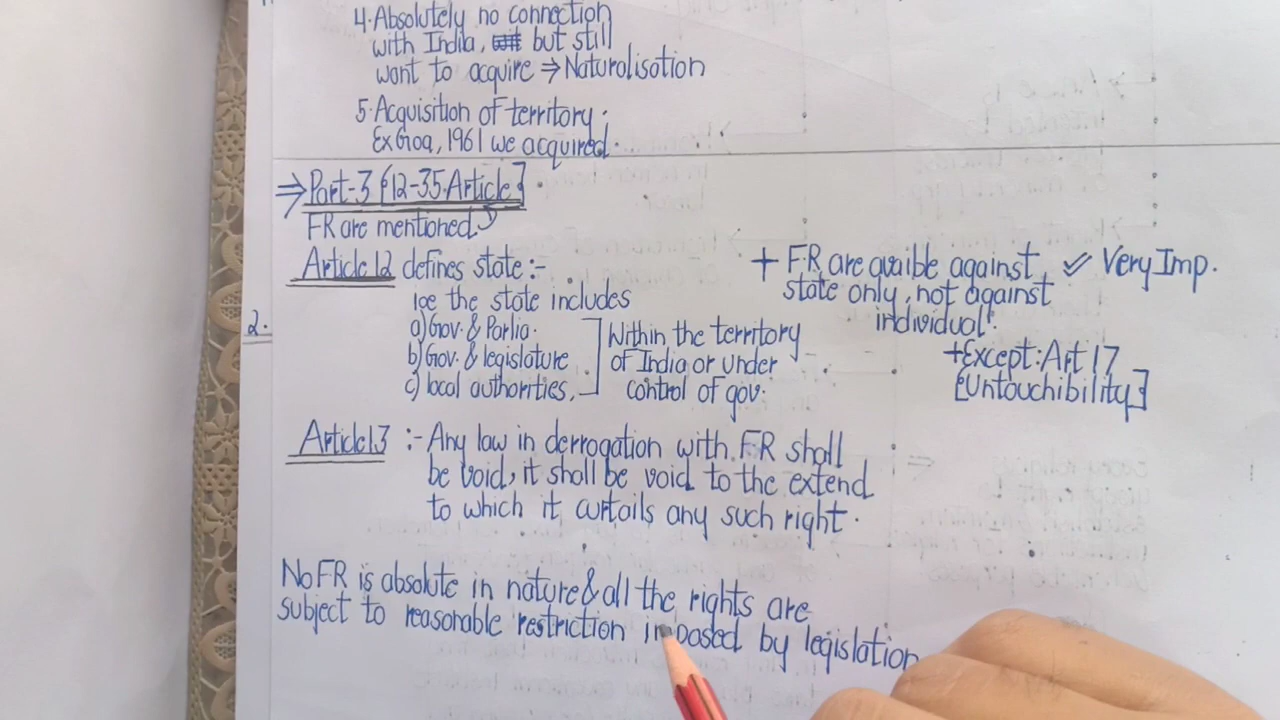 4. Absolutely no connection
with India, but still
want to acquire ⇒ Naturalisation
5. Acquisition of territory.
Ex Goa, 1961 we acquired.
⇒ Part-3 [12-35 Article].
FR are mentioned
Article 12 defines state :-
the state includes
a) Gov. & Parlia.
b) Gov. & legislature
c) local authorities,
Within the territory
of India or under
control of gov.
+ F.R are avaible against
state only, not against
individual.
✓ Very Imp.
+Except: Art 17
[Untouchibility]
2.
Article 13 :- Any law in derrogation with FR shall
be void, it shall be void to the extend
to which it curtails any such right.
No FR is absolute in nature & all the rights are
subject to reasonable restriction imposed by legislation